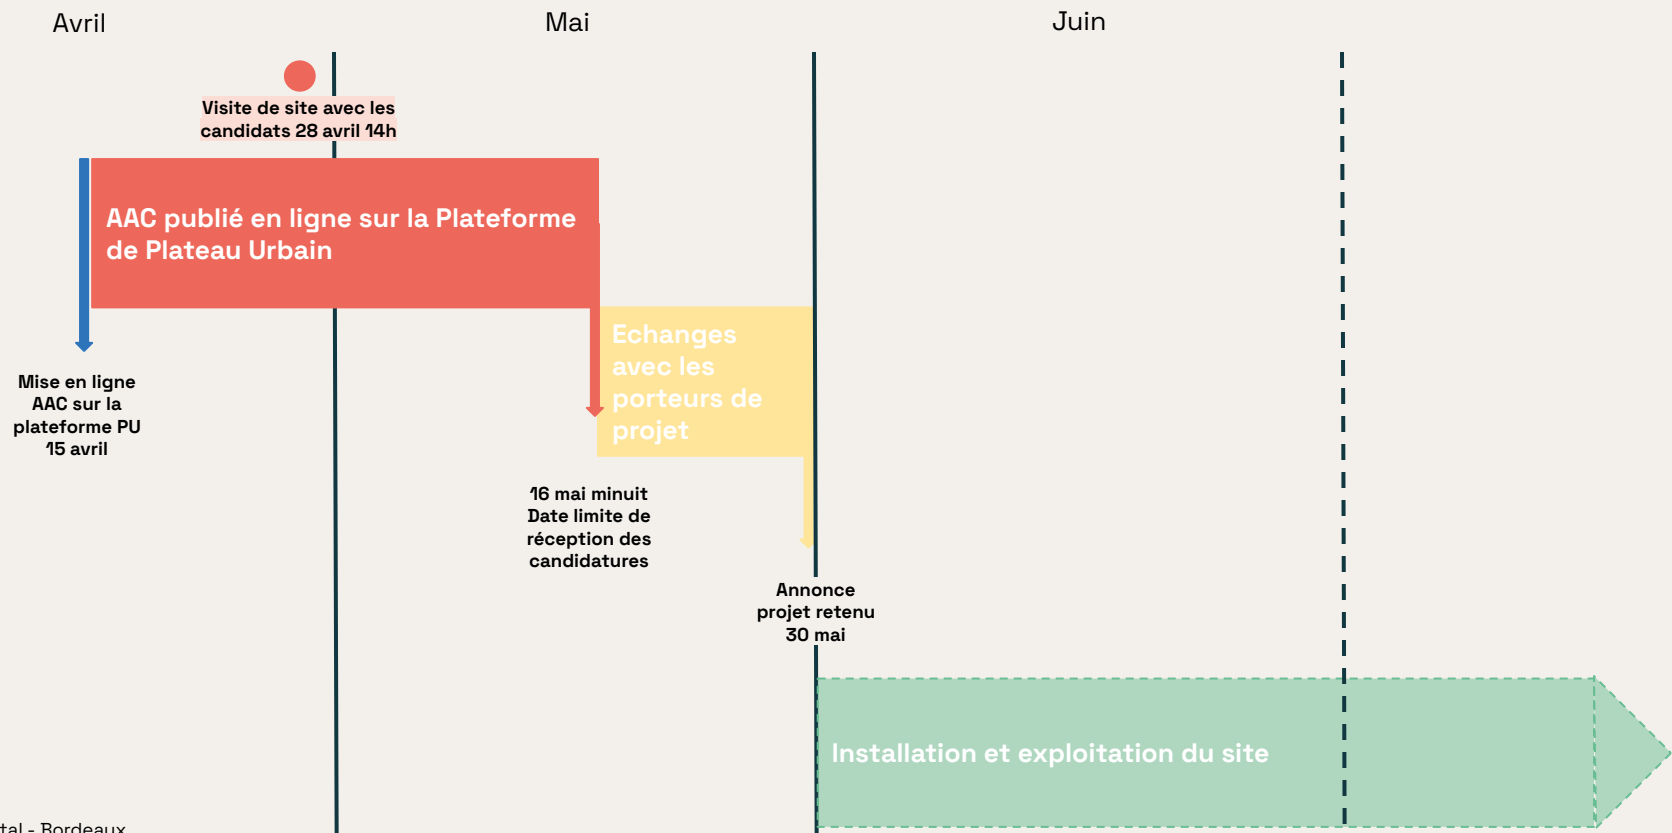 Avril
Mai
Juin
Visite de site avec les
candidats 28 avril 14h
AAC publié en ligne sur la Plateforme
de Plateau Urbain
Echanges
avec les
porteurs de
projet
Mise en ligne
AAC sur la
plateforme PU
15 avril
16 mai minuit
Date limite de
réception des
candidatures
Annonce
projet retenu
30 mai
Installation et exploitation du site
- Bordeaux